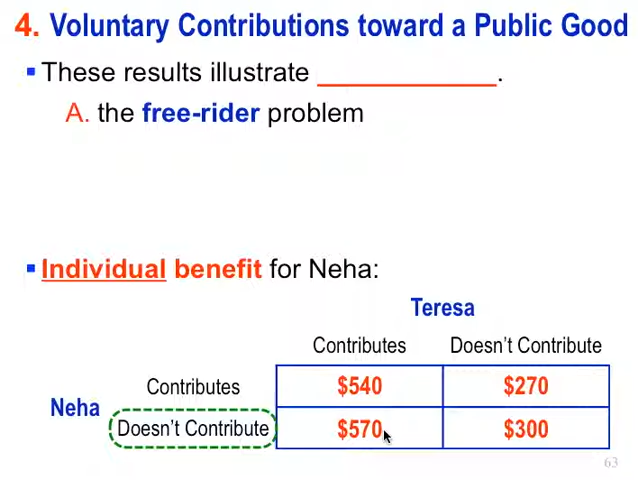 4. Voluntary Contributions toward a Public Good
▪ These results illustrate ____________.
A. the free-rider problem
▪ Individual benefit for Neha:
Teresa
Contributes Doesn't Contribute
Contributes $540 $270
Neha
Doesn't Contribute $570 $300
63